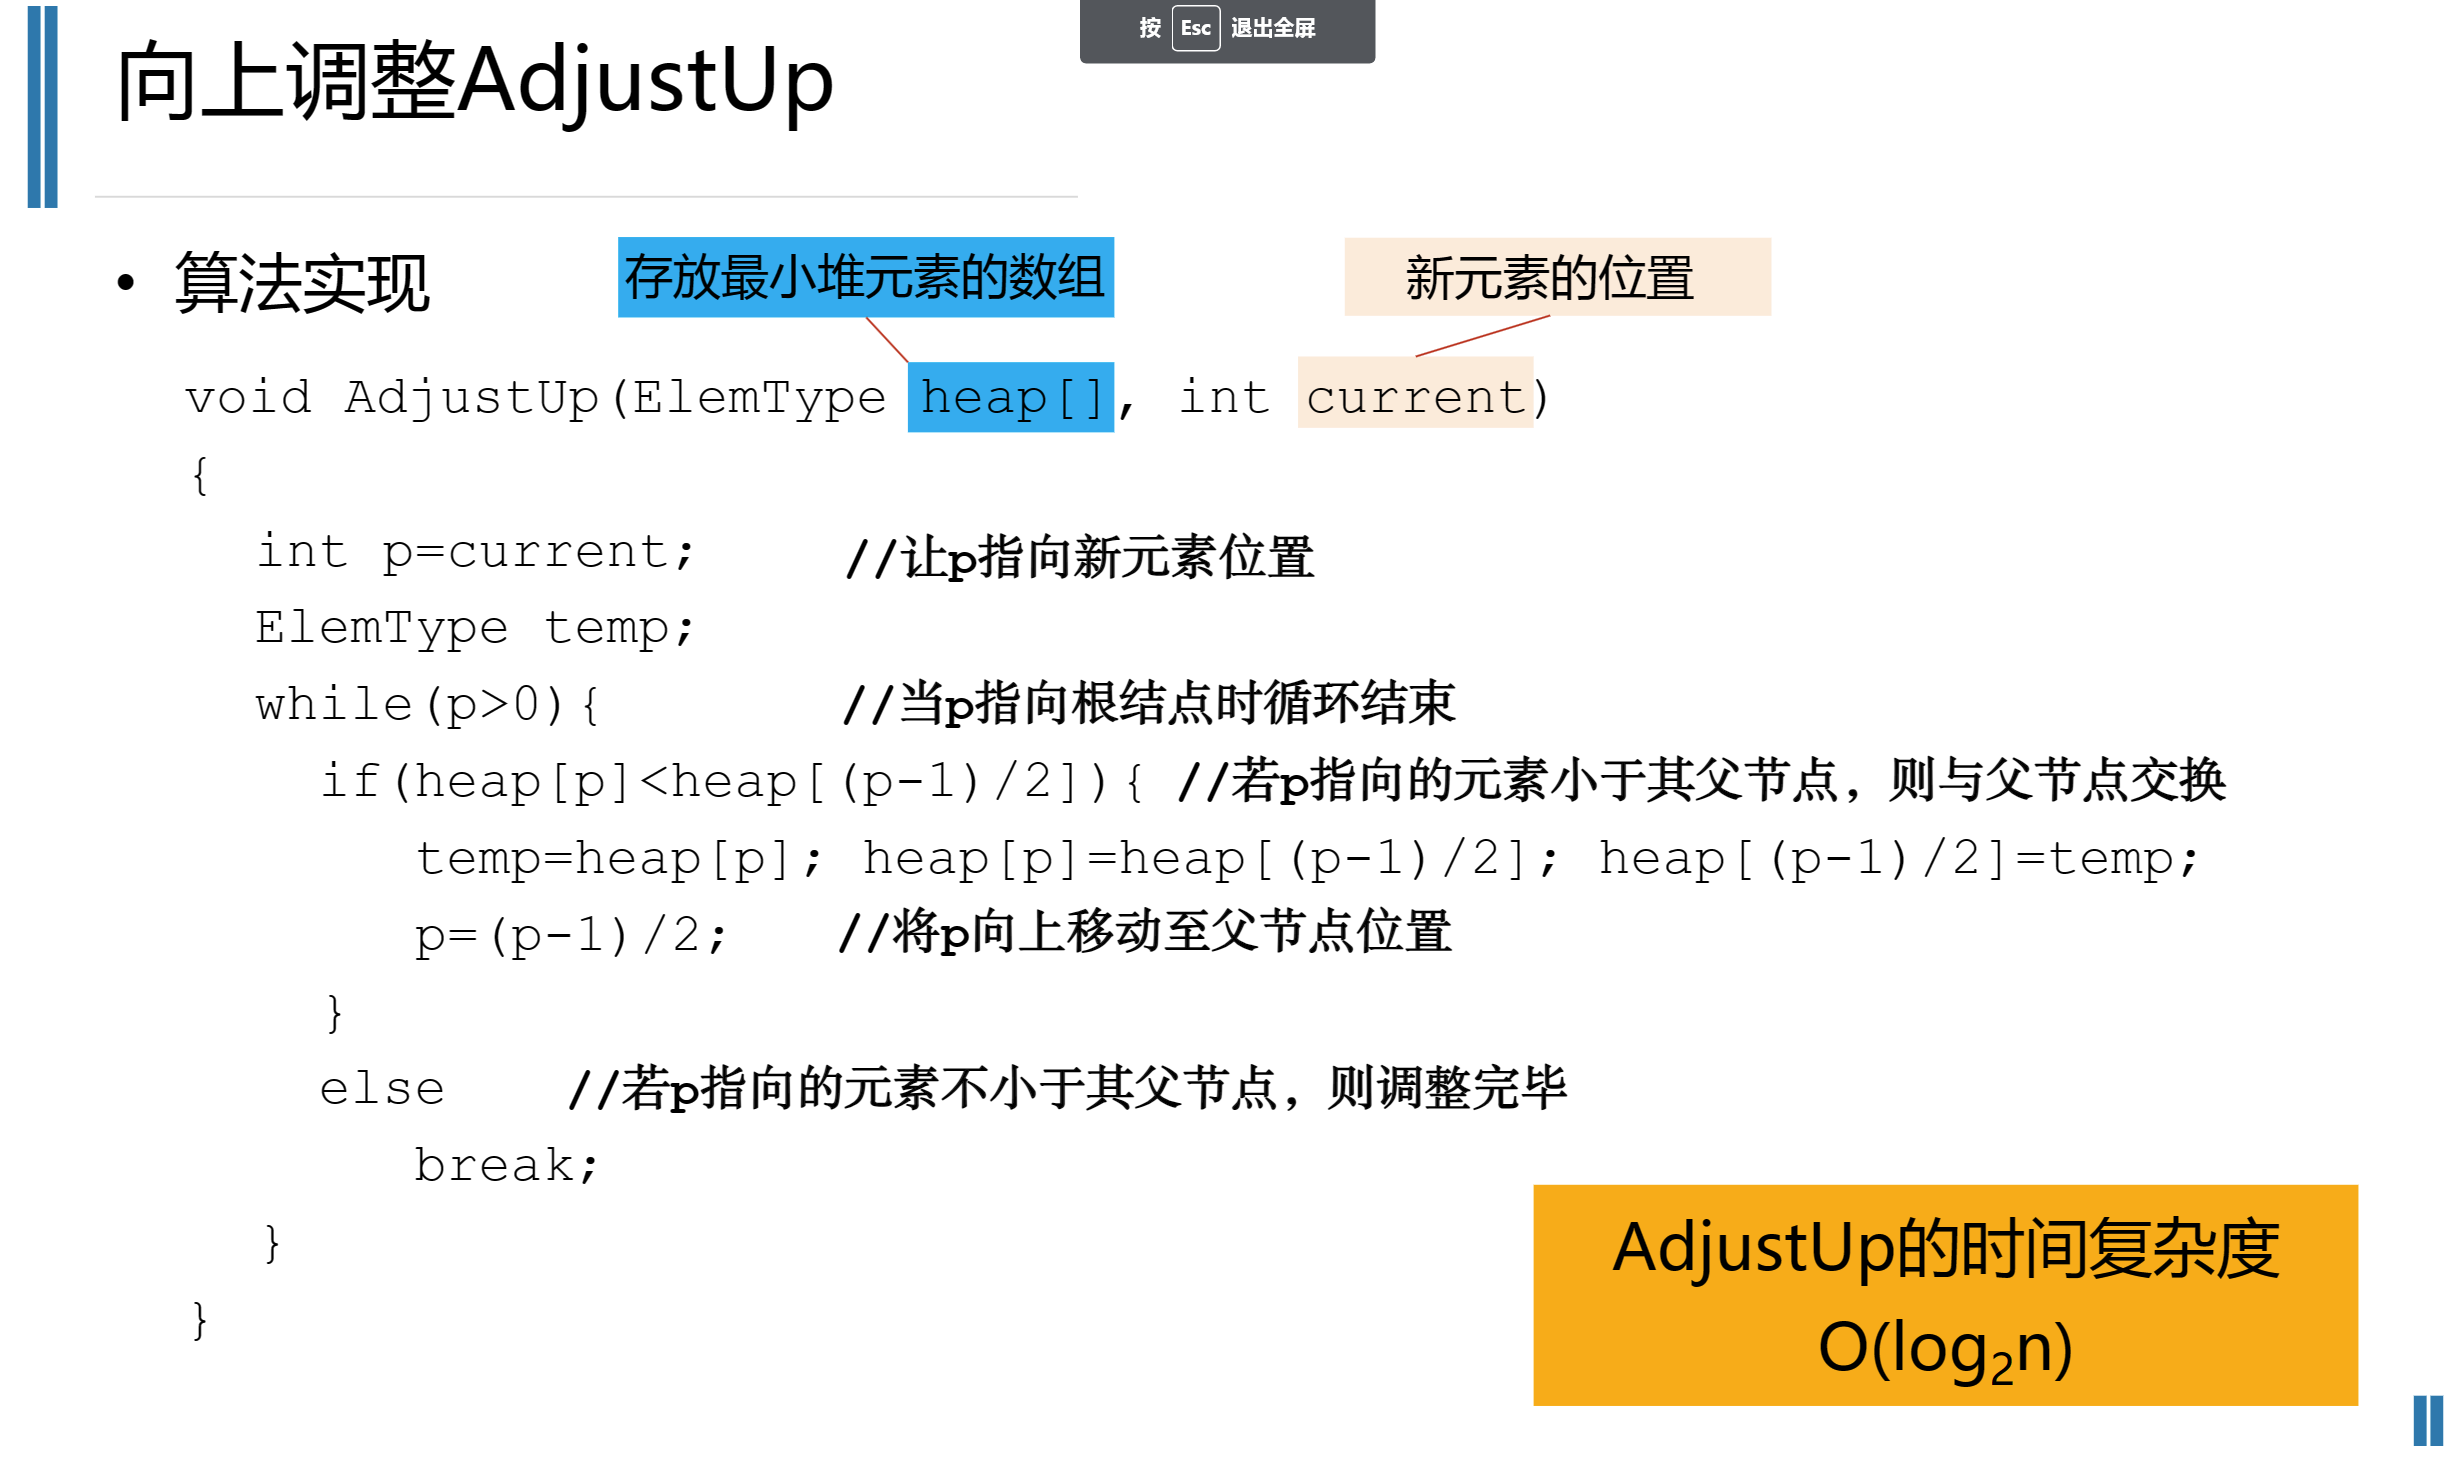 按 Esc 退出全屏
向上调整AdjustUp
• 算法实现
存放最小堆元素的数组
新元素的位置
void AdjustUp(ElemType heap[], int current)
{
int p=current; //让p指向新元素位置
ElemType temp;
while(p>0){ //当p指向根结点时循环结束
if(heap[p]<heap[(p-1)/2]){ //若p指向的元素小于其父节点，则与父节点交换
temp=heap[p]; heap[p]=heap[(p-1)/2]; heap[(p-1)/2]=temp;
p=(p-1)/2; //将p向上移动至父节点位置
}
else //若p指向的元素不小于其父节点，则调整完毕
break;
}
}
AdjustUp的时间复杂度
O(log₂n)